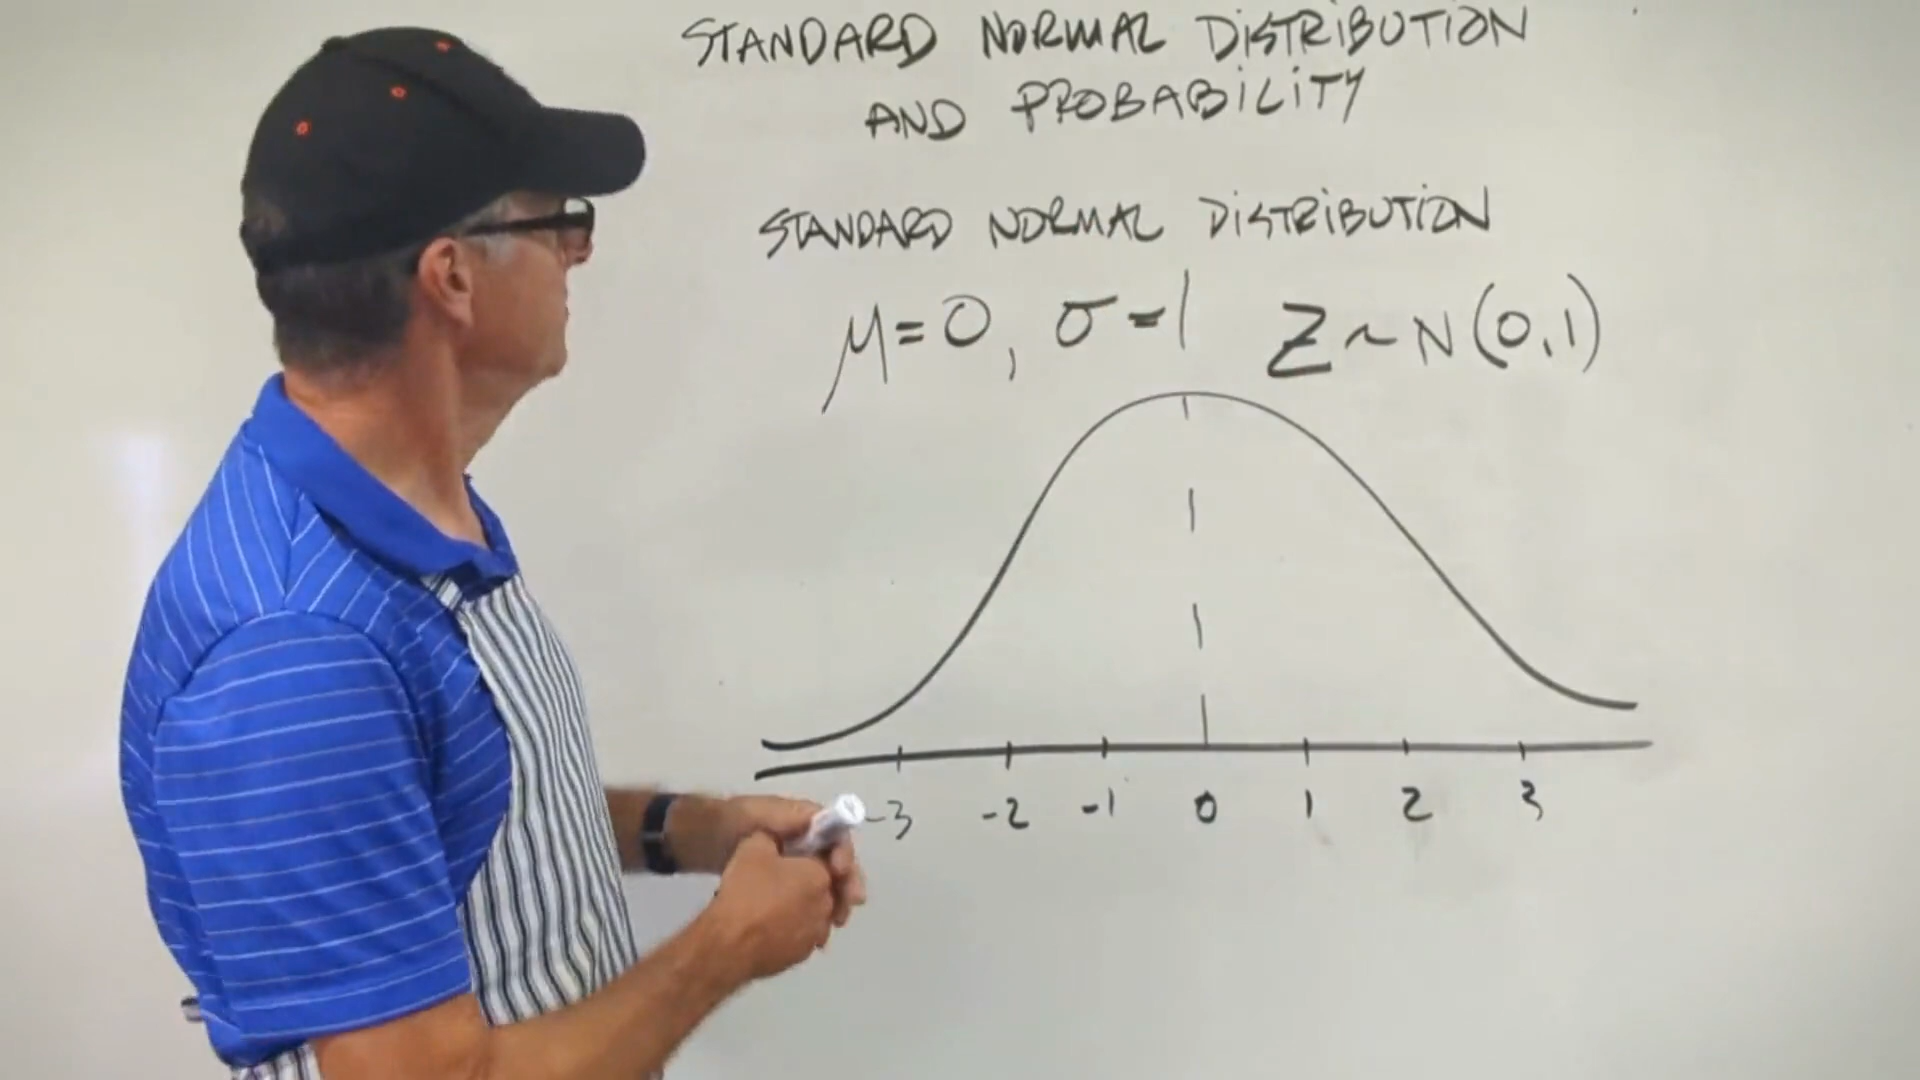 STANDARD NORMAL DISTRIBUTION
AND PROBABILITY
STANDARD NORMAL DISTRIBUTION
μ=0, σ=1 Z~N(0,1)
-3 -2 -1 0 1 2 3